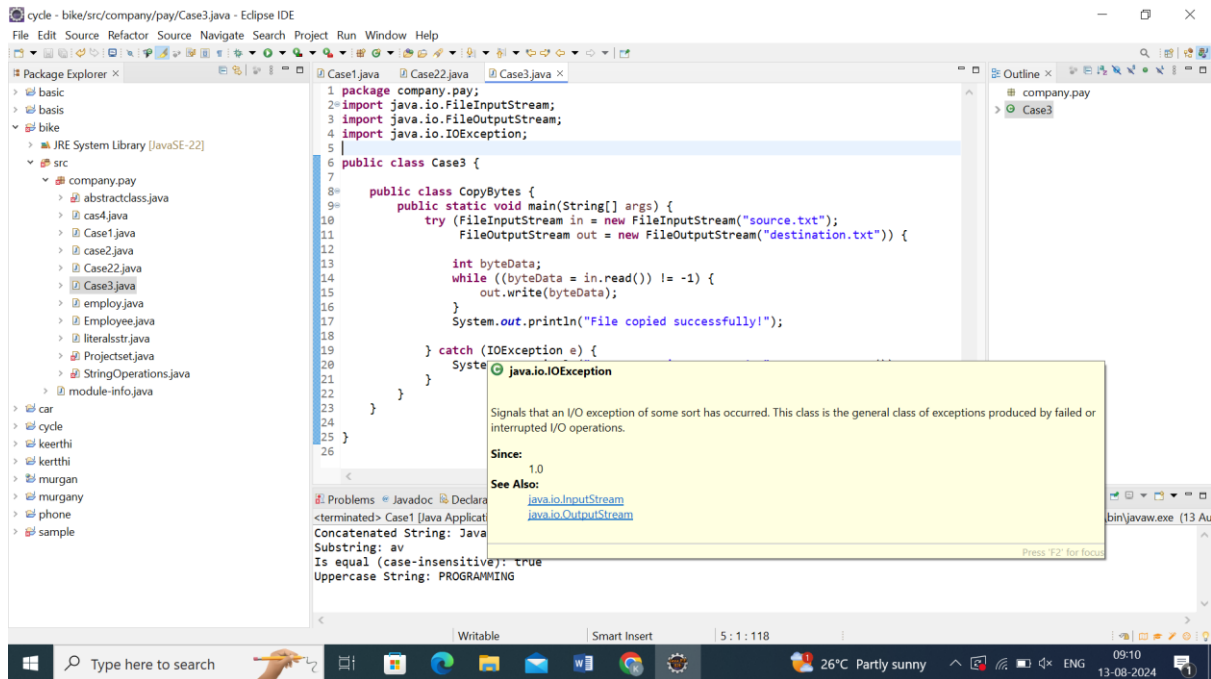 cycle - bike/src/company/pay/Case3.java - Eclipse IDE
File Edit Source Refactor Source Navigate Search Project Run Window Help
Package Explorer
basic
basis
bike
JRE System Library [JavaSE-22]
src
company.pay
abstractclass.java
cas4.java
Case1.java
case2.java
Case22.java
Case3.java
employ.java
Employee.java
literalsstr.java
Projectset.java
StringOperations.java
module-info.java
car
cycle
keerthi
kertthi
murgan
murgany
phone
sample
Case1.java Case22.java Case3.java
1 package company.pay;
2 import java.io.FileInputStream;
3 import java.io.FileOutputStream;
4 import java.io.IOException;
5
6 public class Case3 {
7
8 public class CopyBytes {
9 public static void main(String[] args) {
10 try (FileInputStream in = new FileInputStream("source.txt");
11 FileOutputStream out = new FileOutputStream("destination.txt")) {
12
13 int byteData;
14 while ((byteData = in.read()) != -1) {
15 out.write(byteData);
16 }
17 System.out.println("File copied successfully!");
18
19 } catch (IOException e) {
20 Syste
21 }
22 }
23 }
24
25 }
26
java.io.IOException
Signals that an I/O exception of some sort has occurred. This class is the general class of exceptions produced by failed or
interrupted I/O operations.
Since:
1.0
See Also:
java.io.InputStream
java.io.OutputStream
Press 'F2' for focus
Outline
company.pay
Case3
Problems Javadoc Declara
<terminated> Case1 [Java Applicati bin\javaw.exe (13 Au
Concatenated String: Java
Substring: av
Is equal (case-insensitive): true
Uppercase String: PROGRAMMING
Writable Smart Insert 5 : 1 : 118
Type here to search
26°C Partly sunny ENG 09:10
13-08-2024